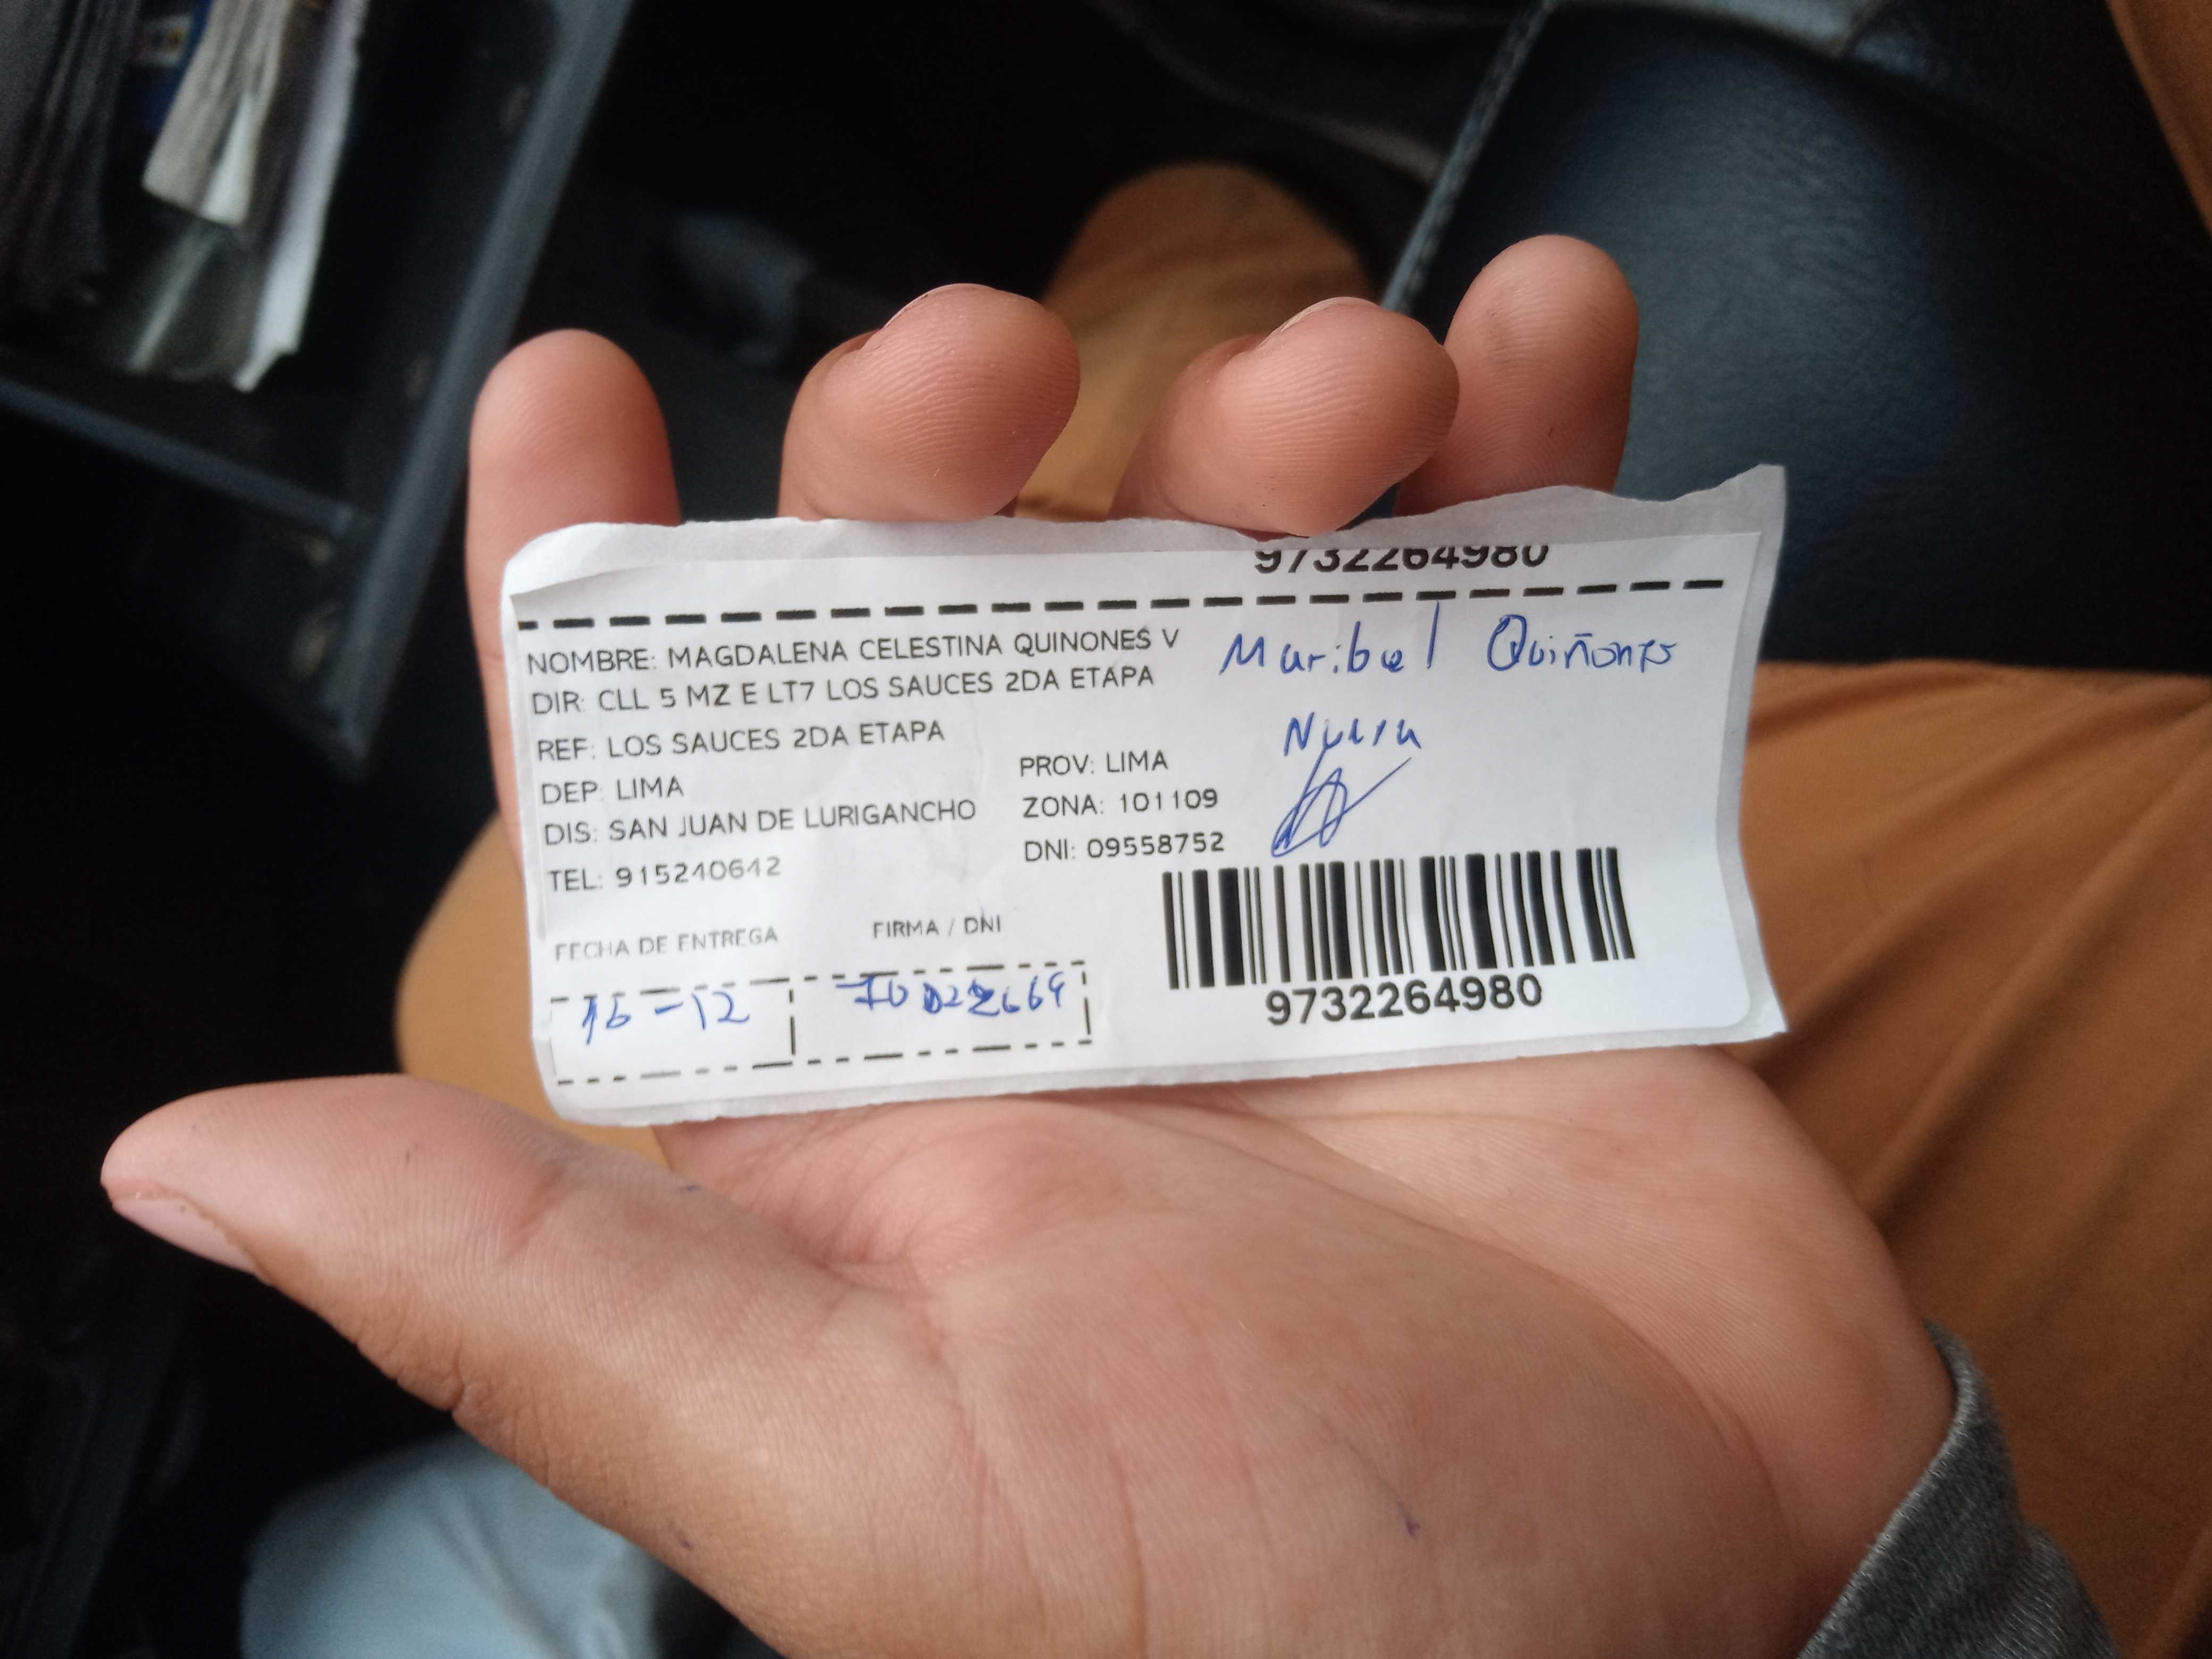 9732264980
NOMBRE: MAGDALENA CELESTINA QUINONES V
Maribel Quiñones
DIR: CLL 5 MZ E LT7 LOS SAUCES 2DA ETAPA
REF: LOS SAUCES 2DA ETAPA
DEP: LIMA
PROV: LIMA
DIS: SAN JUAN DE LURIGANCHO
ZONA: 101109
TEL: 915240642
DNI: 09558752
FECHA DE ENTREGA
FIRMA / DNI
16-12
9732264980